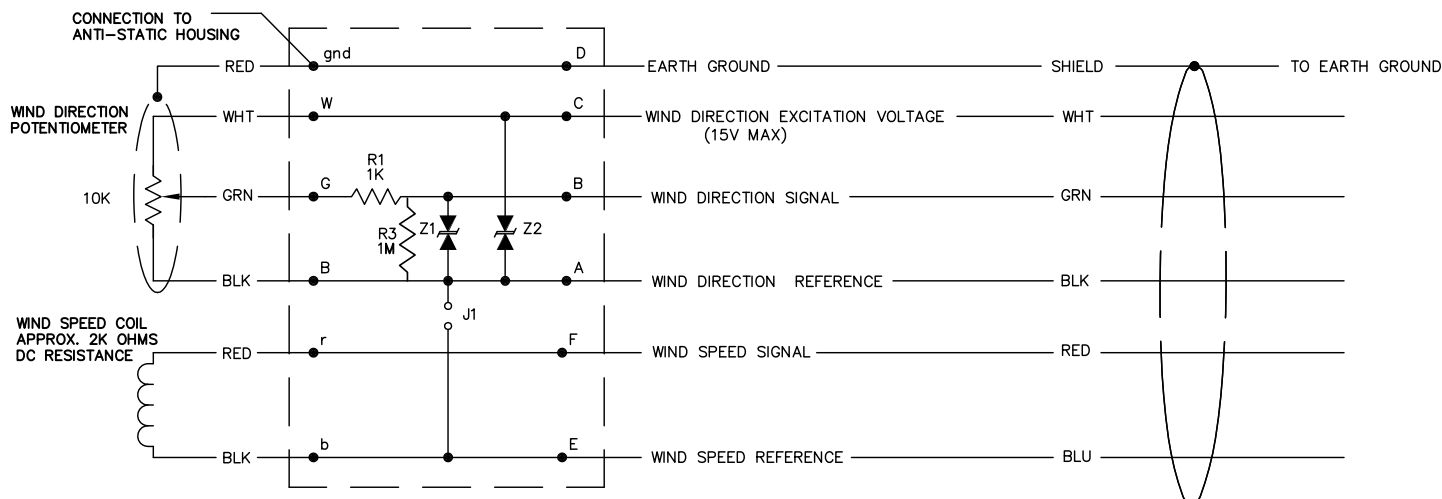 CONNECTION TO
ANTI-STATIC HOUSING
RED
gnd
D
EARTH GROUND
SHIELD
TO EARTH GROUND
WIND DIRECTION
POTENTIOMETER
WHT
W
C
WIND DIRECTION EXCITATION VOLTAGE
(15V MAX)
WHT
10K
GRN
G
R1
1K
B
WIND DIRECTION SIGNAL
GRN
R3
1M
Z1
Z2
BLK
B
A
WIND DIRECTION REFERENCE
BLK
J1
WIND SPEED COIL
APPROX. 2K OHMS
DC RESISTANCE
RED
r
F
WIND SPEED SIGNAL
RED
BLK
b
E
WIND SPEED REFERENCE
BLU